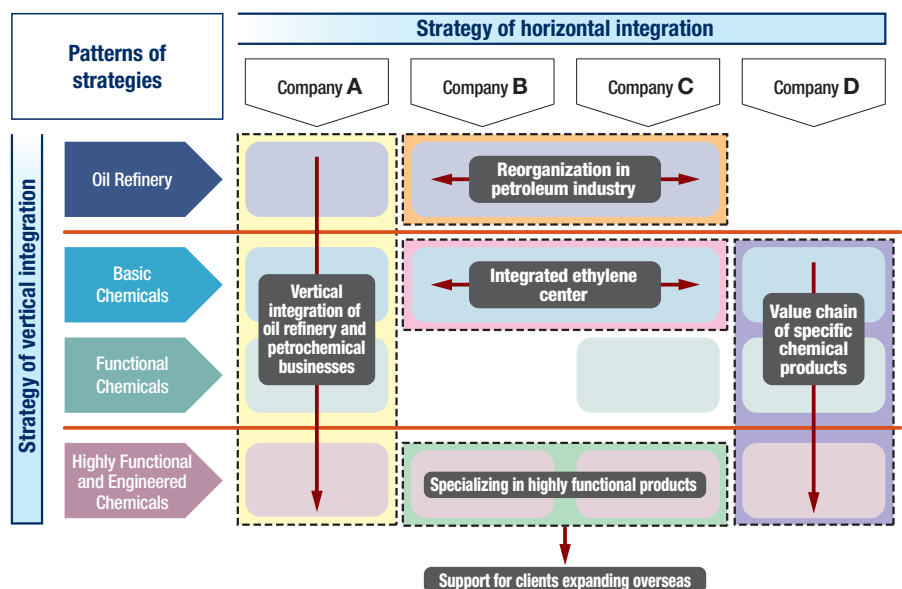 Patterns of
strategies
Strategy of horizontal integration
Company A
Company B
Company C
Company D
Strategy of vertical integration
Oil Refinery
Reorganization in
petroleum industry
Basic
Chemicals
Integrated ethylene
center
Vertical
integration of
oil refinery and
petrochemical
businesses
Value chain
of specific
chemical
products
Functional
Chemicals
Highly Functional
and Engineered
Chemicals
Specializing in highly functional products
Support for clients expanding overseas